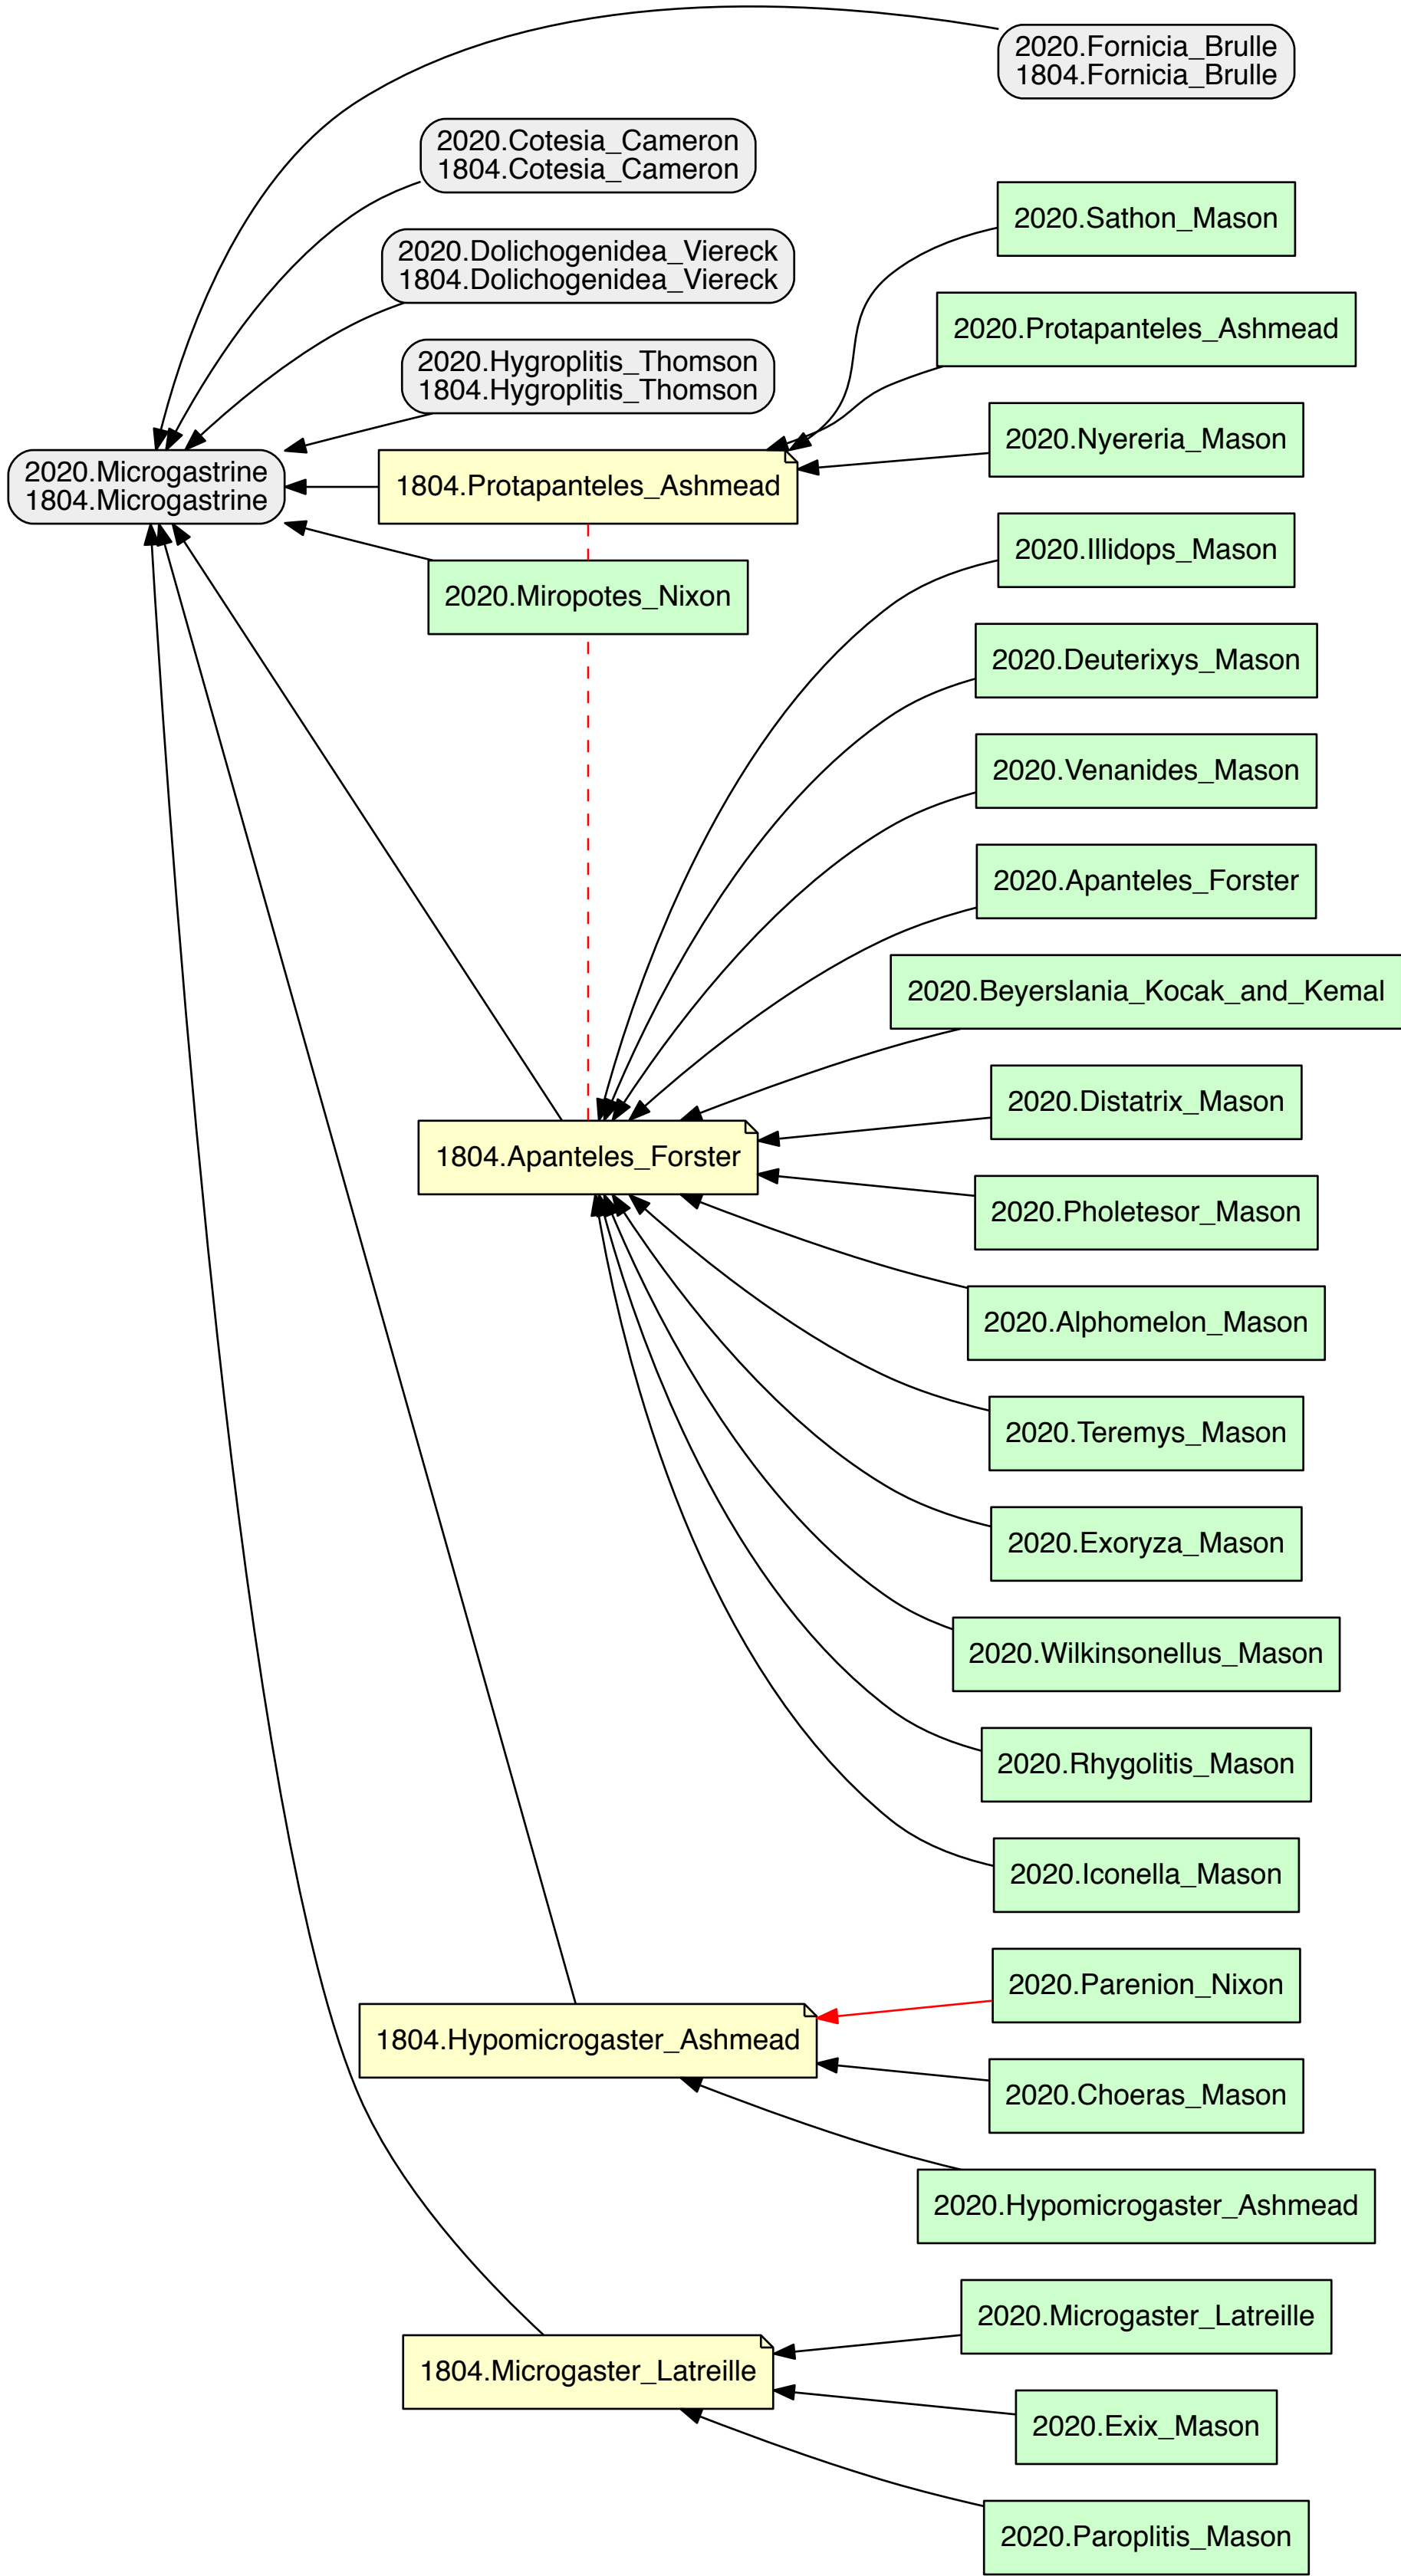 2020.Fornicia_Brulle
1804.Fornicia_Brulle
2020.Cotesia_Cameron
1804.Cotesia_Cameron
2020.Sathon_Mason
2020.Dolichogenidea_Viereck
1804.Dolichogenidea_Viereck
2020.Protapanteles_Ashmead
2020.Hygroplitis_Thomson
1804.Hygroplitis_Thomson
2020.Nyereria_Mason
2020.Microgastrine
1804.Microgastrine
1804.Protapanteles_Ashmead
2020.Illidops_Mason
2020.Miropotes_Nixon
2020.Deuterixys_Mason
2020.Venanides_Mason
2020.Apanteles_Forster
2020.Beyerslania_Kocak_and_Kemal
2020.Distatrix_Mason
1804.Apanteles_Forster
2020.Pholetesor_Mason
2020.Alphomelon_Mason
2020.Teremys_Mason
2020.Exoryza_Mason
2020.Wilkinsonellus_Mason
2020.Rhygolitis_Mason
2020.Iconella_Mason
2020.Parenion_Nixon
1804.Hypomicrogaster_Ashmead
2020.Choeras_Mason
2020.Hypomicrogaster_Ashmead
2020.Microgaster_Latreille
1804.Microgaster_Latreille
2020.Exix_Mason
2020.Paroplitis_Mason